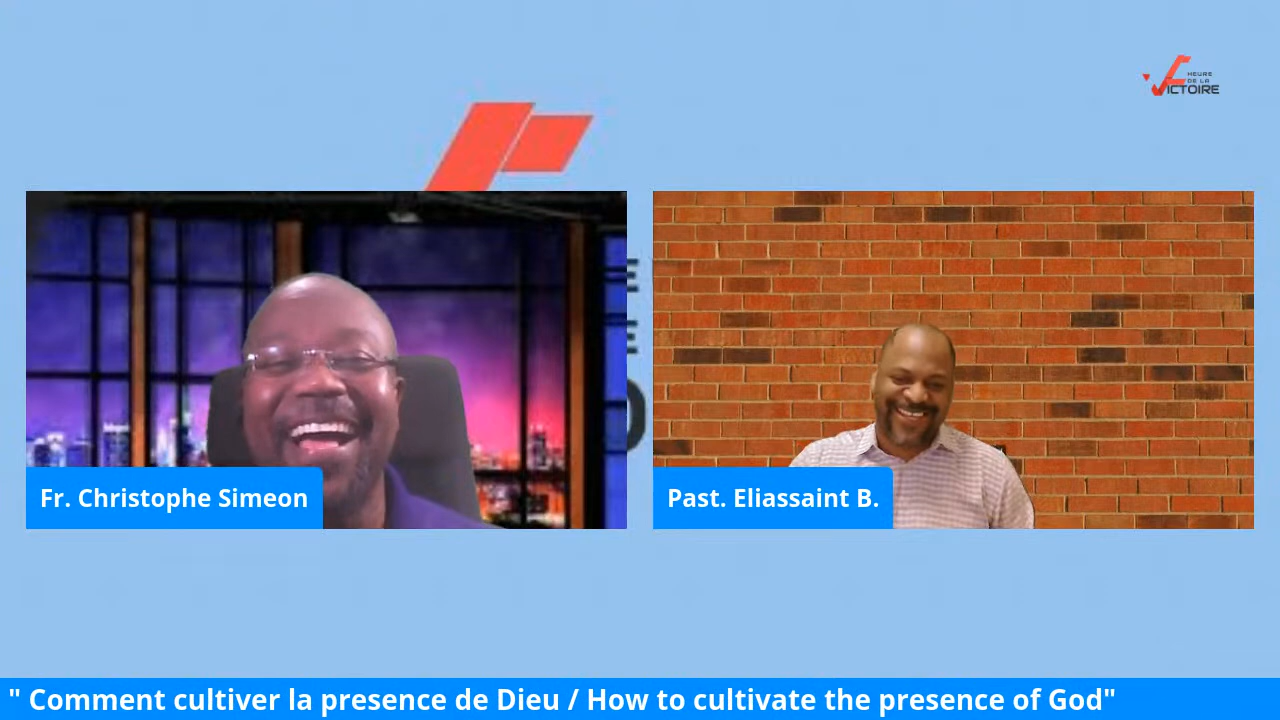 HEURE
DE LA
VICTOIRE
E
E
O
Fr. Christophe Simeon
Past. Eliassaint B.
" Comment cultiver la presence de Dieu / How to cultivate the presence of God"